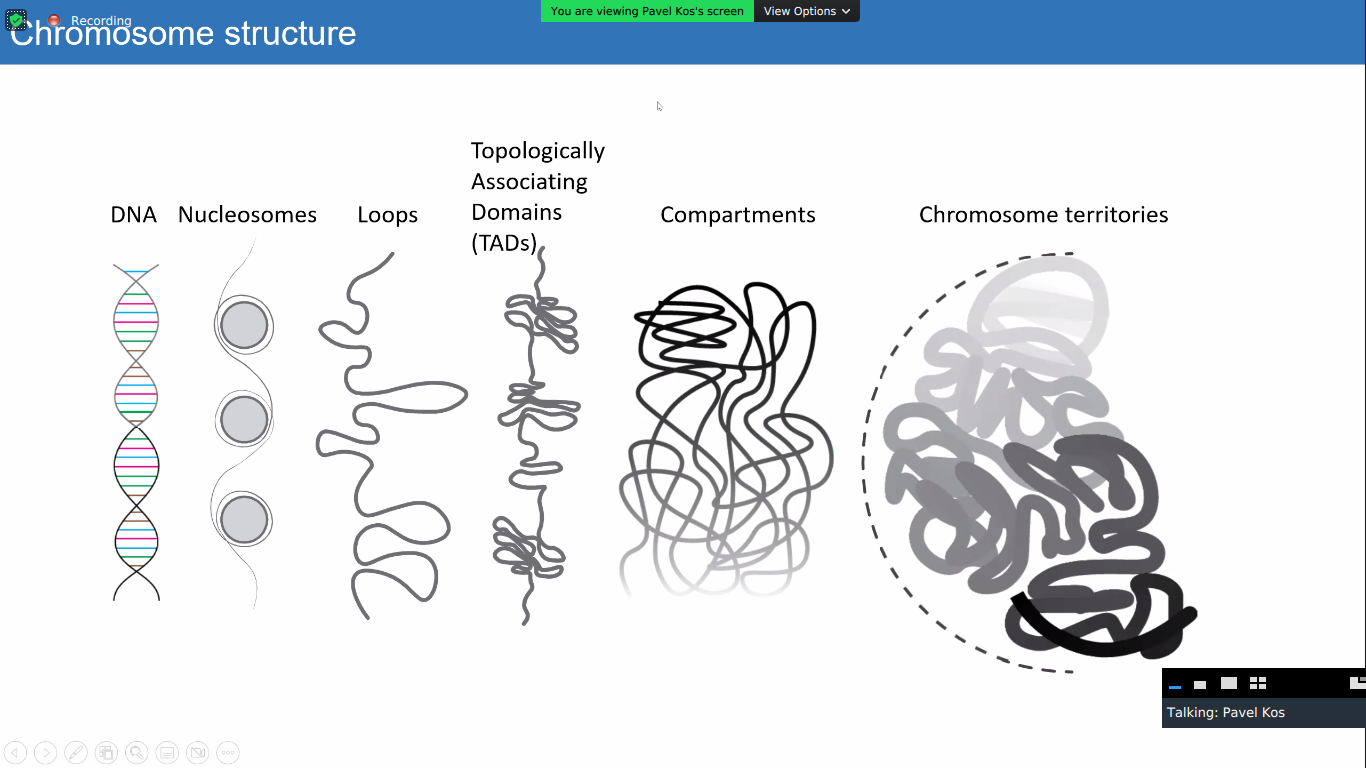 Recording
You are viewing Pavel Kos's screen
View Options
Chromosome structure
Topologically
Associating
Domains
(TADs)
DNA
Nucleosomes
Loops
Compartments
Chromosome territories
Talking: Pavel Kos